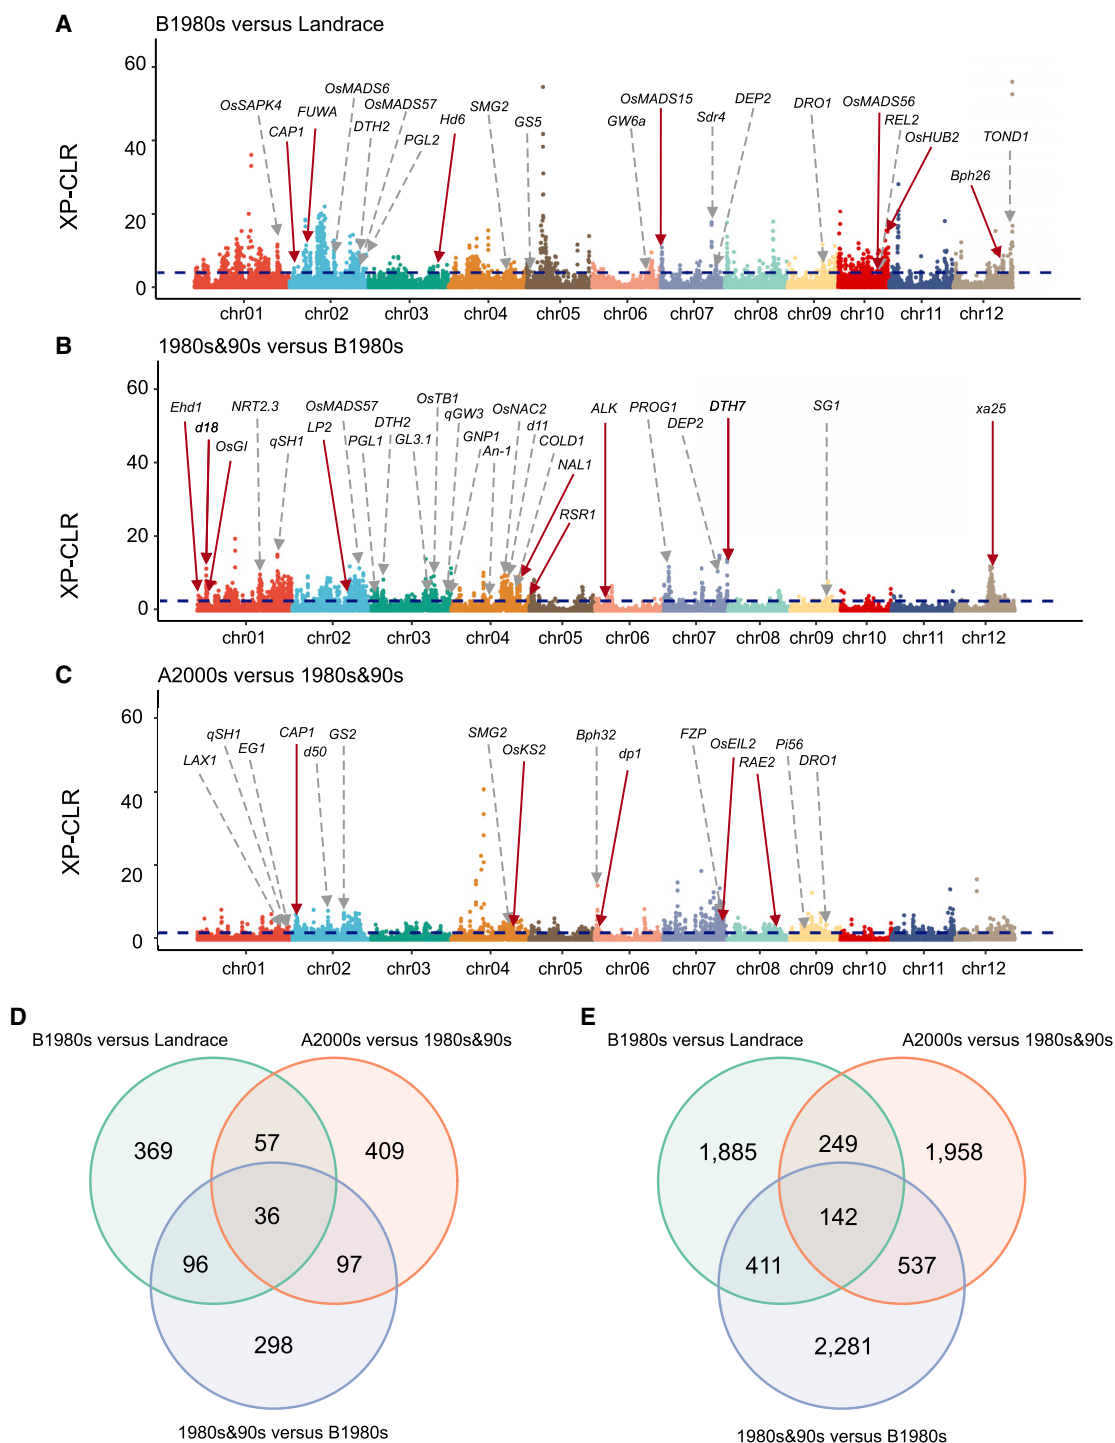 A
B1980s versus Landrace
XP-CLR
60
40
20
0
OsSAPK4
CAP1
FUWA
OsMADS6
OsMADS57
DTH2
PGL2
Hd6
SMG2
GS5
GW6a
OsMADS15
Sdr4
DEP2
DRO1
OsMADS56
REL2
OsHUB2
Bph26
TOND1
chr01 chr02 chr03 chr04 chr05 chr06 chr07 chr08 chr09 chr10 chr11 chr12
B
1980s&90s versus B1980s
XP-CLR
60
40
20
0
Ehd1
d18
OsGI
NRT2.3
qSH1
OsMADS57
LP2
PGL1
DTH2
GL3.1
OsTB1
qGW3
GNP1
An-1
OsNAC2
d11
COLD1
NAL1
RSR1
ALK
PROG1
DEP2
DTH7
SG1
xa25
chr01 chr02 chr03 chr04 chr05 chr06 chr07 chr08 chr09 chr10 chr11 chr12
C
A2000s versus 1980s&90s
XP-CLR
60
40
20
0
LAX1
qSH1
EG1
CAP1
d50
GS2
SMG2
OsKS2
Bph32
dp1
FZP
OsEIL2
RAE2
Pi56
DRO1
chr01 chr02 chr03 chr04 chr05 chr06 chr07 chr08 chr09 chr10 chr11 chr12
D
B1980s versus Landrace
A2000s versus 1980s&90s
369
57
409
36
96
97
298
1980s&90s versus B1980s
E
B1980s versus Landrace
A2000s versus 1980s&90s
1,885
249
1,958
142
411
537
2,281
1980s&90s versus B1980s